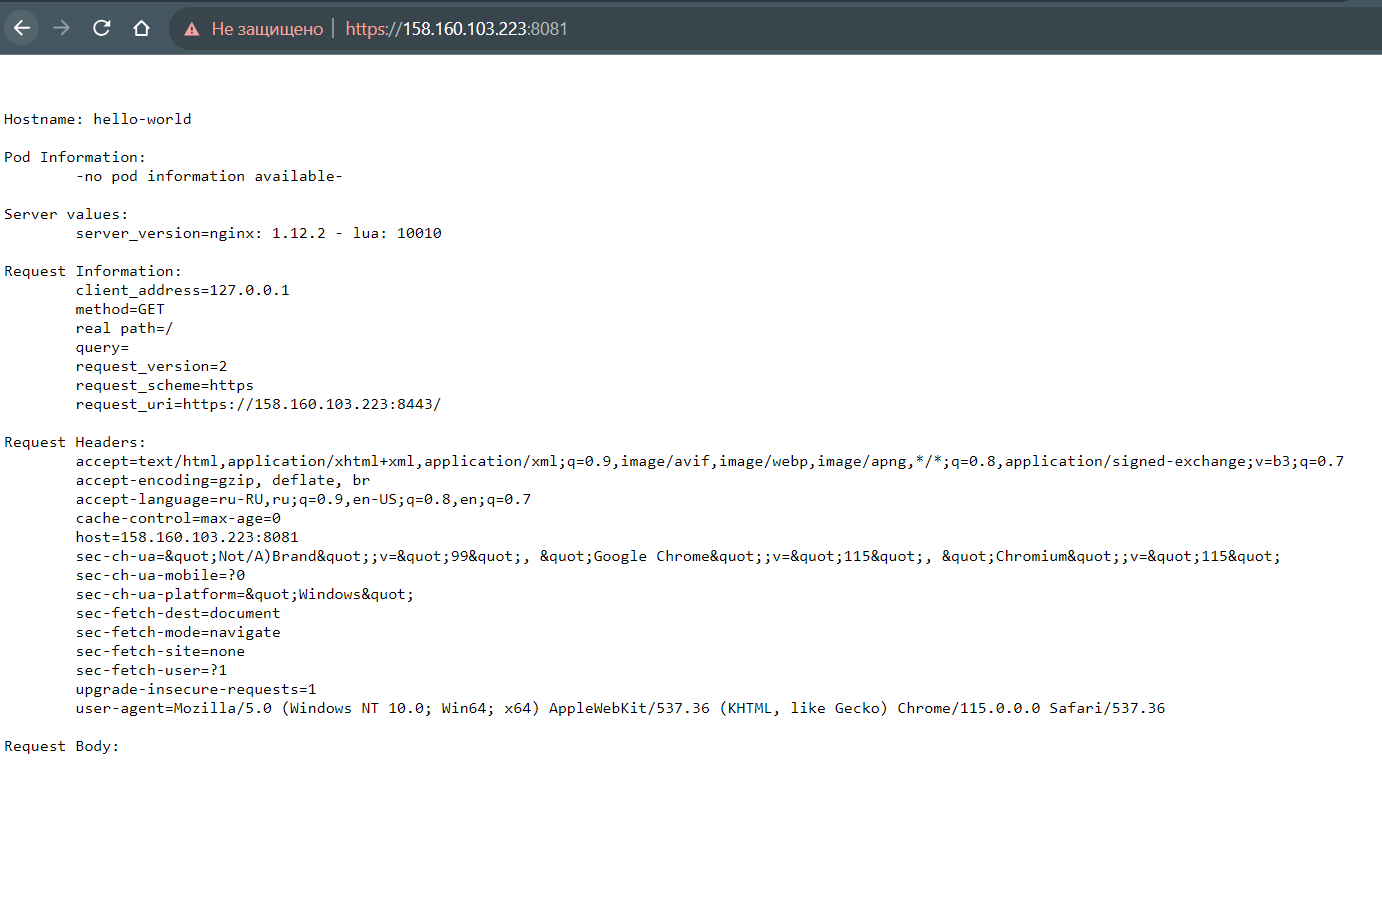 Не защищено https://158.160.103.223:8081
Hostname: hello-world
Pod Information:
-no pod information available-
Server values:
server_version=nginx: 1.12.2 - lua: 10010
Request Information:
client_address=127.0.0.1
method=GET
real path=/
query=
request_version=2
request_scheme=https
request_uri=https://158.160.103.223:8443/
Request Headers:
accept=text/html,application/xhtml+xml,application/xml;q=0.9,image/avif,image/webp,image/apng,*/*;q=0.8,application/signed-exchange;v=b3;q=0.7
accept-encoding=gzip, deflate, br
accept-language=ru-RU,ru;q=0.9,en-US;q=0.8,en;q=0.7
cache-control=max-age=0
host=158.160.103.223:8081
sec-ch-ua=&quot;Not/A)Brand&quot;;v=&quot;99&quot;, &quot;Google Chrome&quot;;v=&quot;115&quot;, &quot;Chromium&quot;;v=&quot;115&quot;
sec-ch-ua-mobile=?0
sec-ch-ua-platform=&quot;Windows&quot;
sec-fetch-dest=document
sec-fetch-mode=navigate
sec-fetch-site=none
sec-fetch-user=?1
upgrade-insecure-requests=1
user-agent=Mozilla/5.0 (Windows NT 10.0; Win64; x64) AppleWebKit/537.36 (KHTML, like Gecko) Chrome/115.0.0.0 Safari/537.36
Request Body: